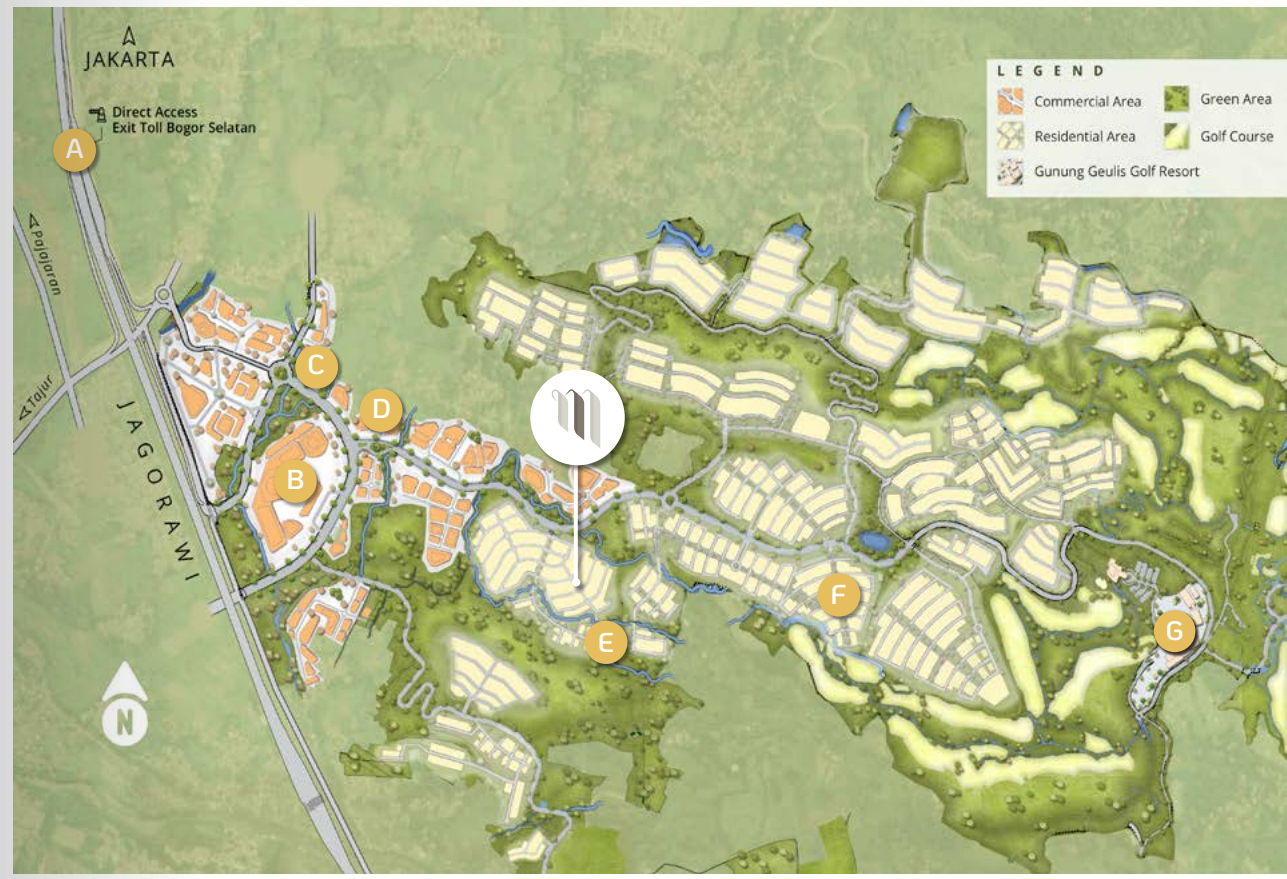 JAKARTA
Direct Access
Exit Toll Bogor Selatan
A
LEGEND
Commercial Area
Green Area
Residential Area
Golf Course
Gunung Geulis Golf Resort
Pajajaran
Tajur
JAGORAWI
C
D
B
E
F
G
N